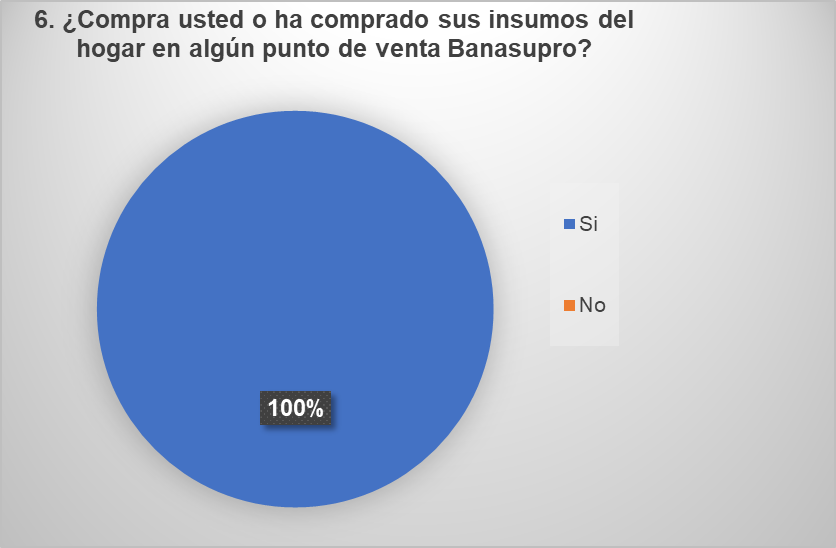 6. ¿Compra usted o ha comprado sus insumos del
hogar en algún punto de venta Banasupro?
Si
No
100%